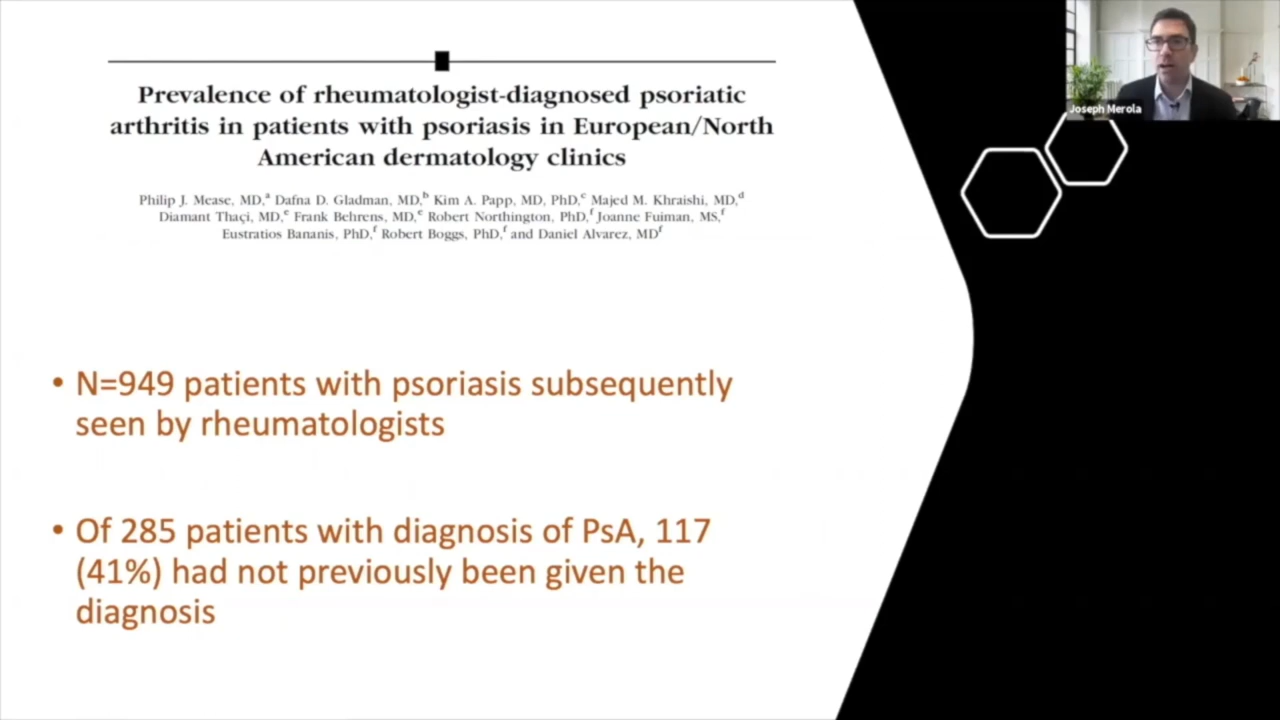 Prevalence of rheumatologist-diagnosed psoriatic
arthritis in patients with psoriasis in European/North
American dermatology clinics
Philip J. Mease, MD,ᵃ Dafna D. Gladman, MD,ᵇ Kim A. Papp, MD, PhD,ᶜ Majed M. Khraishi, MD,ᵈ
Diamant Thaçi, MD,ᵉ Frank Behrens, MD,ᵉ Robert Northington, PhD,ᶠ Joanne Fuiman, MS,ᶠ
Eustratios Bananis, PhD,ᶠ Robert Boggs, PhD,ᶠ and Daniel Alvarez, MDᶠ
Joseph Merola
• N=949 patients with psoriasis subsequently
seen by rheumatologists
• Of 285 patients with diagnosis of PsA, 117
(41%) had not previously been given the
diagnosis